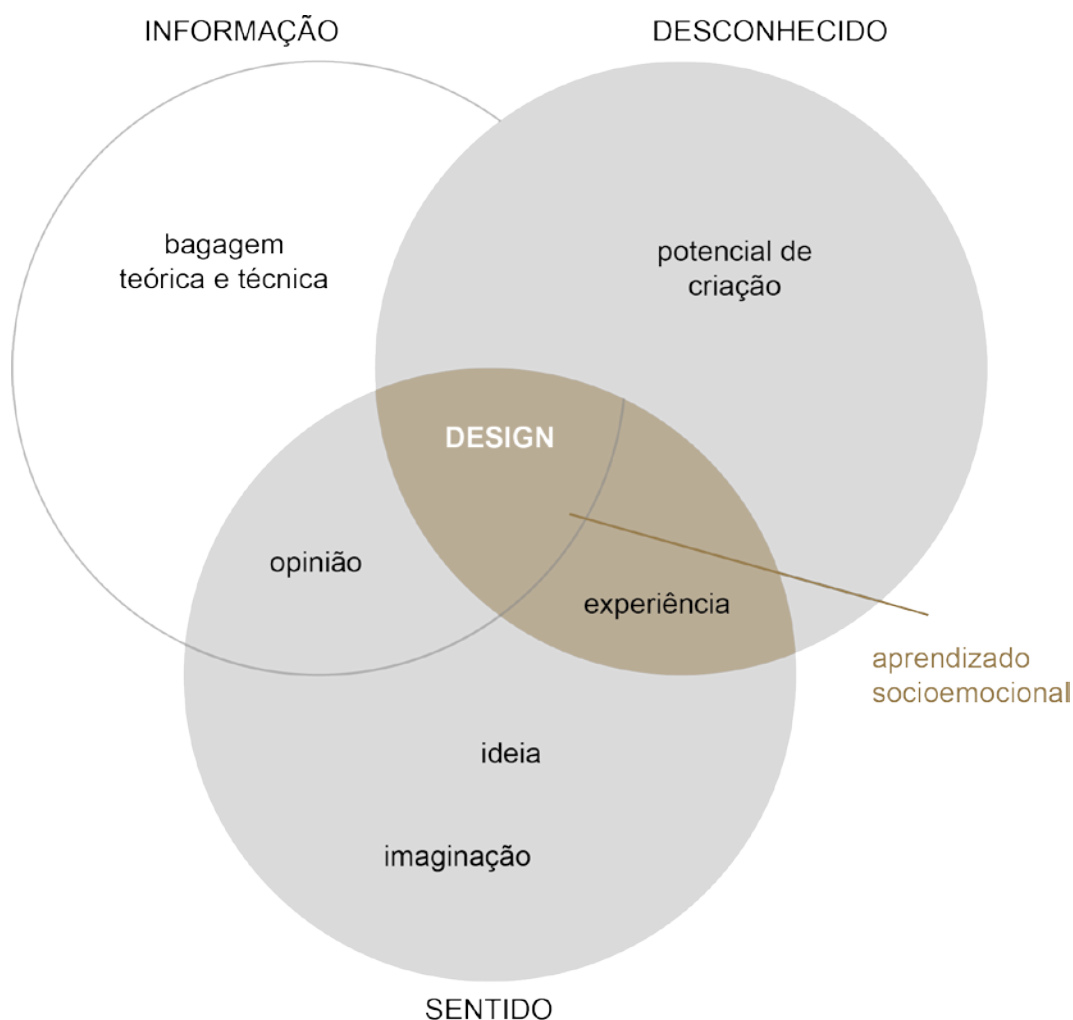 INFORMAÇÃO
DESCONHECIDO
bagagem
teórica e técnica
potencial de
criação
DESIGN
opinião
experiência
aprendizado
socioemocional
ideia
imaginação
SENTIDO